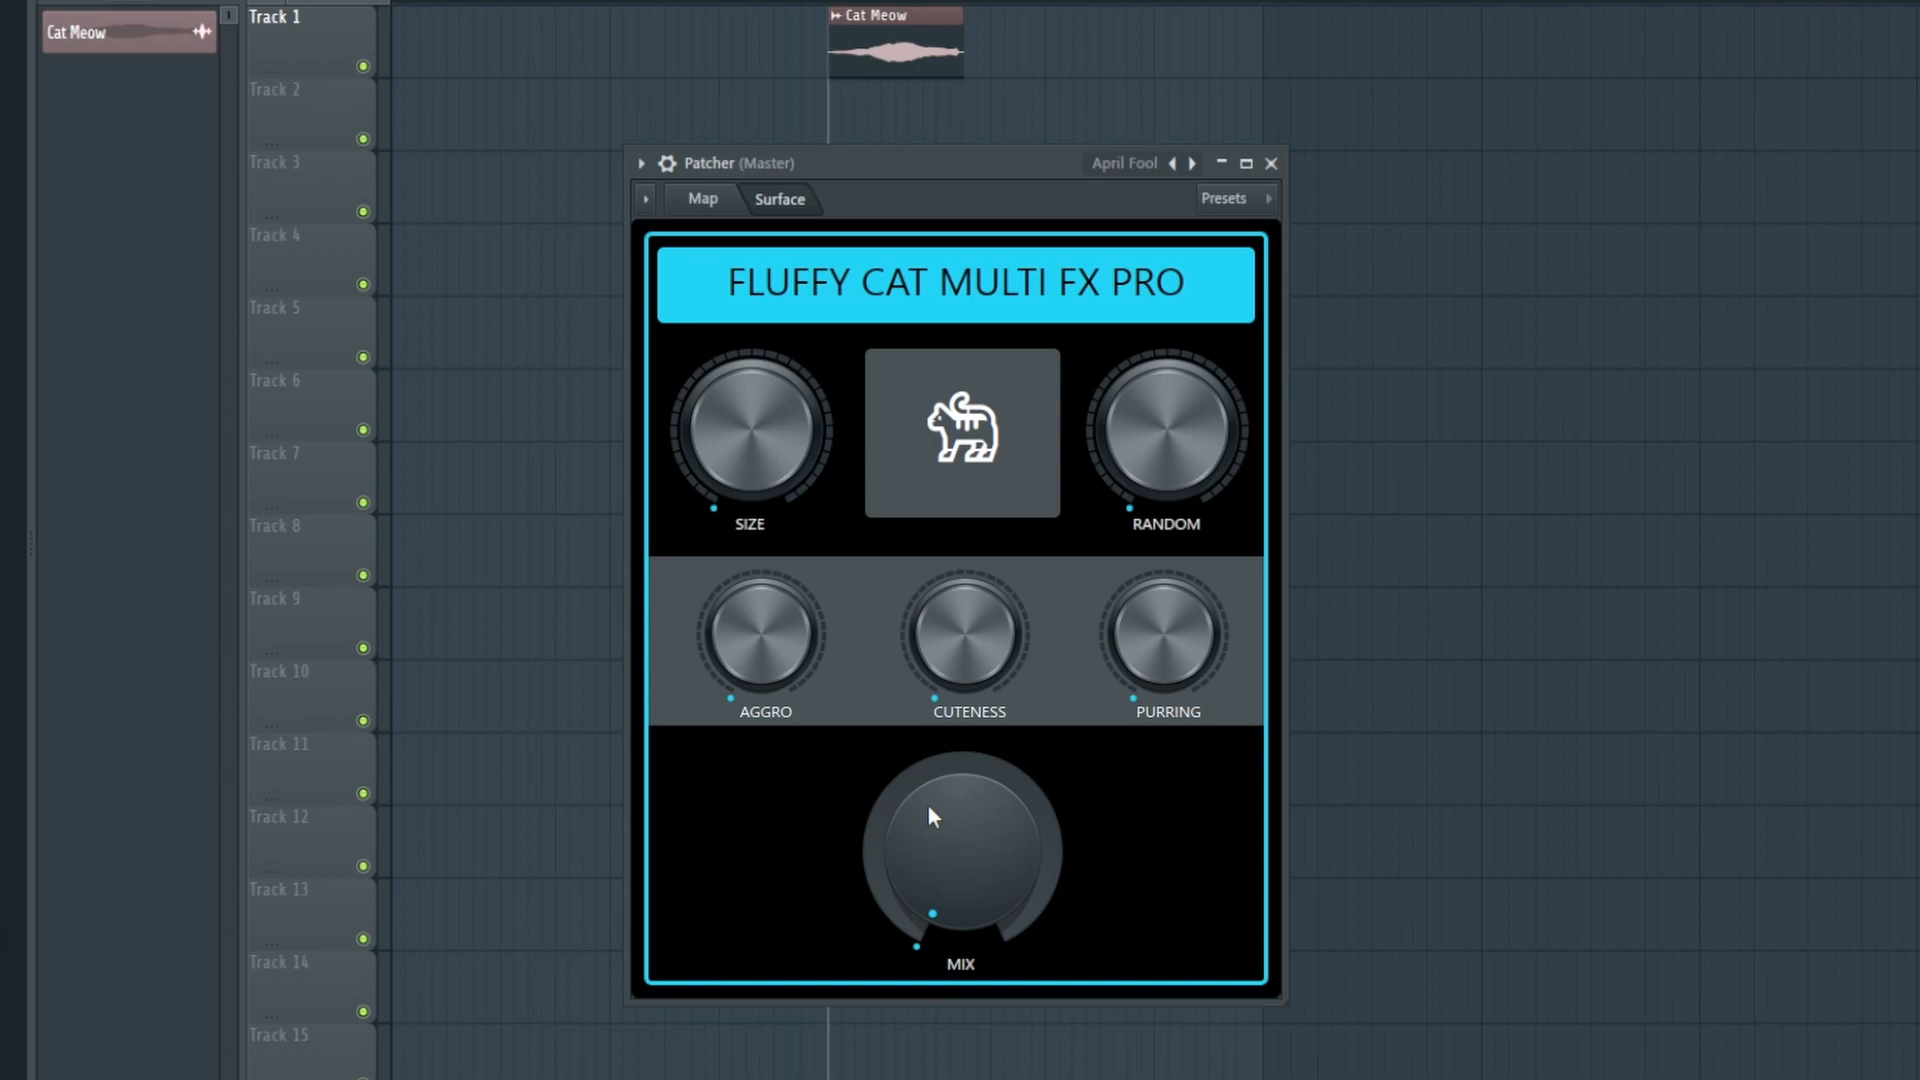 Cat Meow
Track 1
Cat Meow
Track 2
Track 3
Patcher (Master)
April Fool
Map
Surface
Presets
Track 4
FLUFFY CAT MULTI FX PRO
Track 5
Track 6
Track 7
SIZE
RANDOM
Track 8
Track 9
Track 10
AGGRO
CUTENESS
PURRING
Track 11
Track 12
Track 13
Track 14
MIX
Track 15